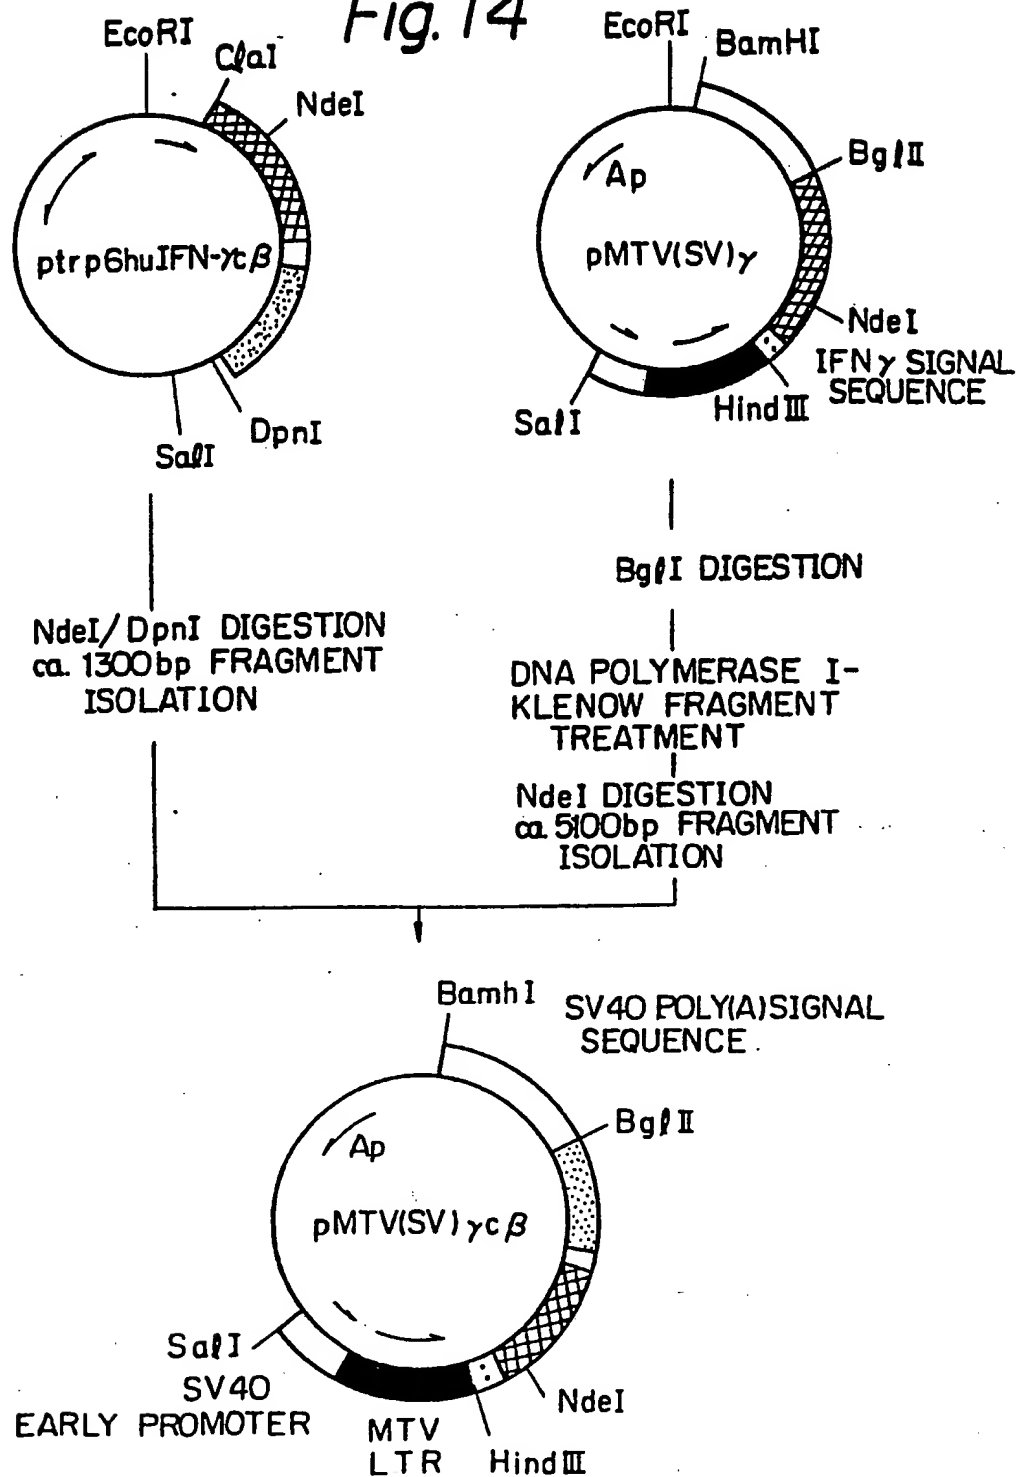 Fig. 14
EcoRI
ClaI
NdeI
ptrp6huIFN-γcβ
DpnI
SalI
EcoRI
BamHI
BglII
Ap
pMTV(SV)γ
NdeI
IFNγ SIGNAL
SEQUENCE
HindIII
SalI
NdeI/DpnI DIGESTION
ca. 1300bp FRAGMENT
ISOLATION
BglI DIGESTION
DNA POLYMERASE I-
KLENOW FRAGMENT
TREATMENT
NdeI DIGESTION
ca. 5100bp FRAGMENT
ISOLATION
BamhI
SV40 POLY(A)SIGNAL
SEQUENCE
BglII
Ap
pMTV(SV)γcβ
SalI
SV40
EARLY PROMOTER
MTV
LTR
HindIII
NdeI